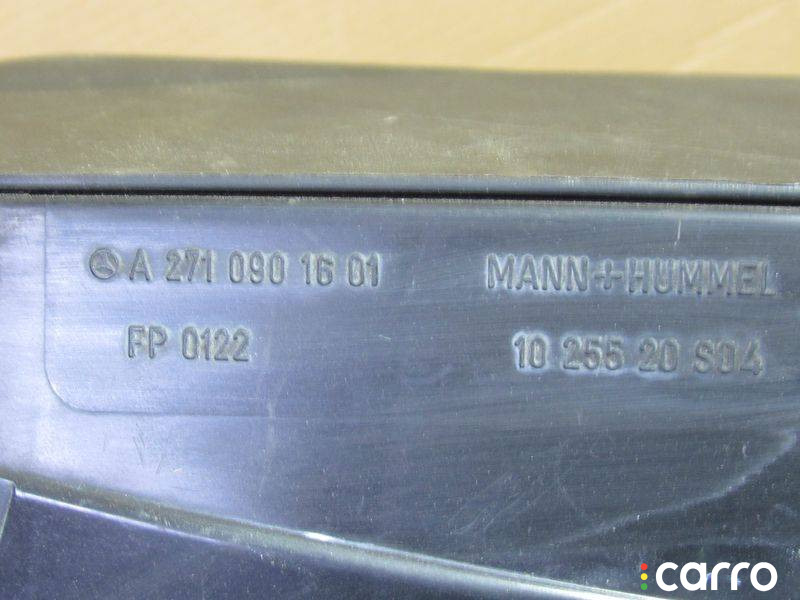 A 271 090 16 01 MANN+HUMMEL
FP 0122 10 255 20 S04
carro